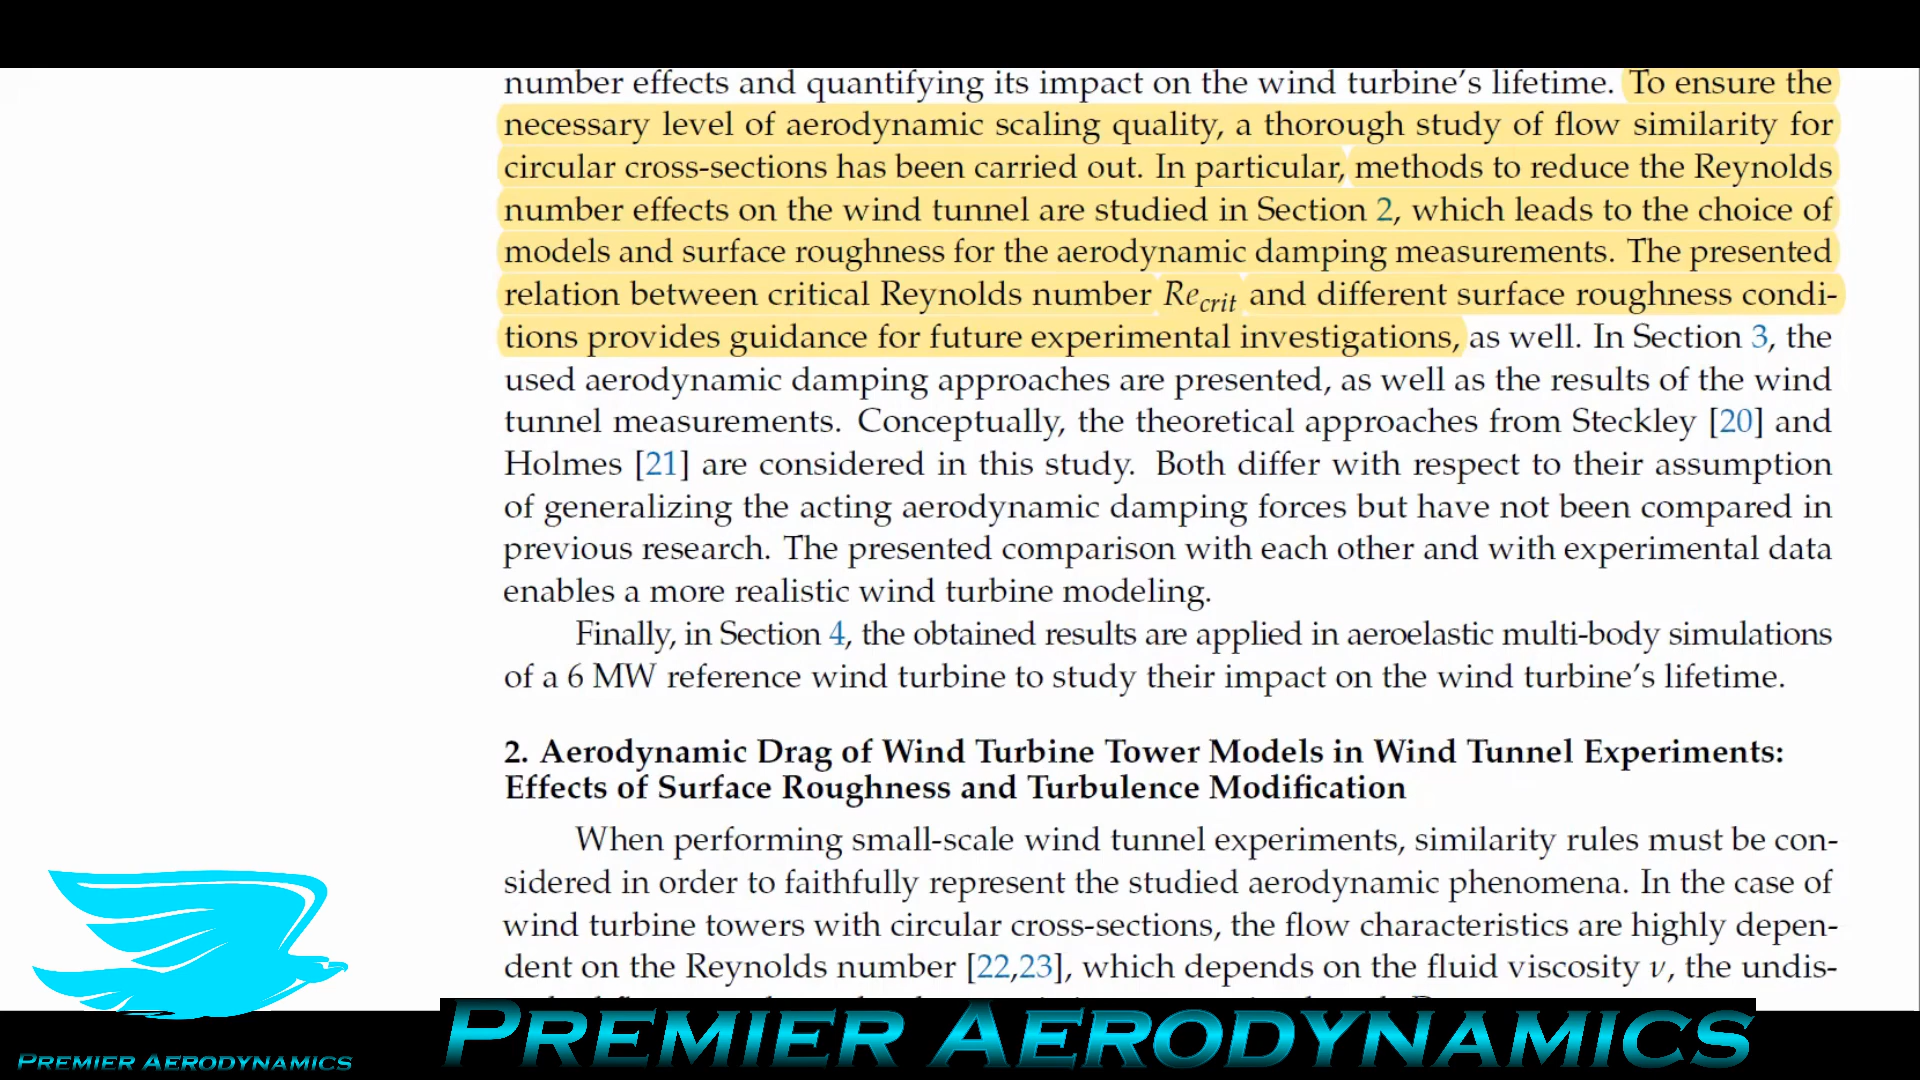 number effects and quantifying its impact on the wind turbine's lifetime. To ensure the
necessary level of aerodynamic scaling quality, a thorough study of flow similarity for
circular cross-sections has been carried out. In particular, methods to reduce the Reynolds
number effects on the wind tunnel are studied in Section 2, which leads to the choice of
models and surface roughness for the aerodynamic damping measurements. The presented
relation between critical Reynolds number Re_crit and different surface roughness condi-
tions provides guidance for future experimental investigations, as well. In Section 3, the
used aerodynamic damping approaches are presented, as well as the results of the wind
tunnel measurements. Conceptually, the theoretical approaches from Steckley [20] and
Holmes [21] are considered in this study. Both differ with respect to their assumption
of generalizing the acting aerodynamic damping forces but have not been compared in
previous research. The presented comparison with each other and with experimental data
enables a more realistic wind turbine modeling.
Finally, in Section 4, the obtained results are applied in aeroelastic multi-body simulations
of a 6 MW reference wind turbine to study their impact on the wind turbine's lifetime.
2. Aerodynamic Drag of Wind Turbine Tower Models in Wind Tunnel Experiments:
Effects of Surface Roughness and Turbulence Modification
When performing small-scale wind tunnel experiments, similarity rules must be con-
sidered in order to faithfully represent the studied aerodynamic phenomena. In the case of
wind turbine towers with circular cross-sections, the flow characteristics are highly depen-
dent on the Reynolds number [22,23], which depends on the fluid viscosity ν, the undis-
PREMIER AERODYNAMICS
PREMIER AERODYNAMICS